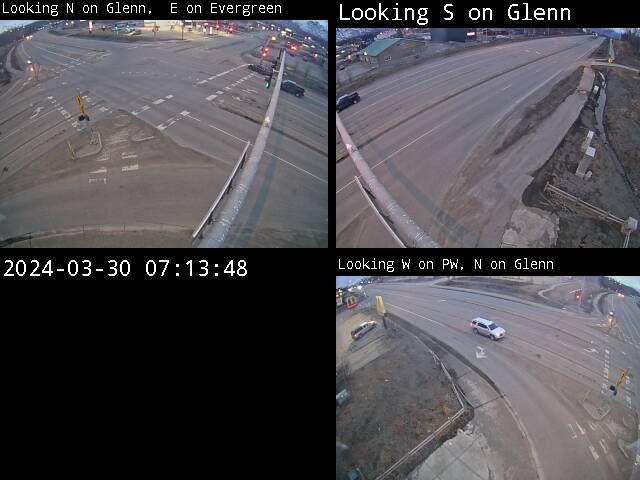 Looking N on Glenn,  E on Evergreen
Looking S on Glenn
2024-03-30 07:13:48
Looking W on PW, N on Glenn